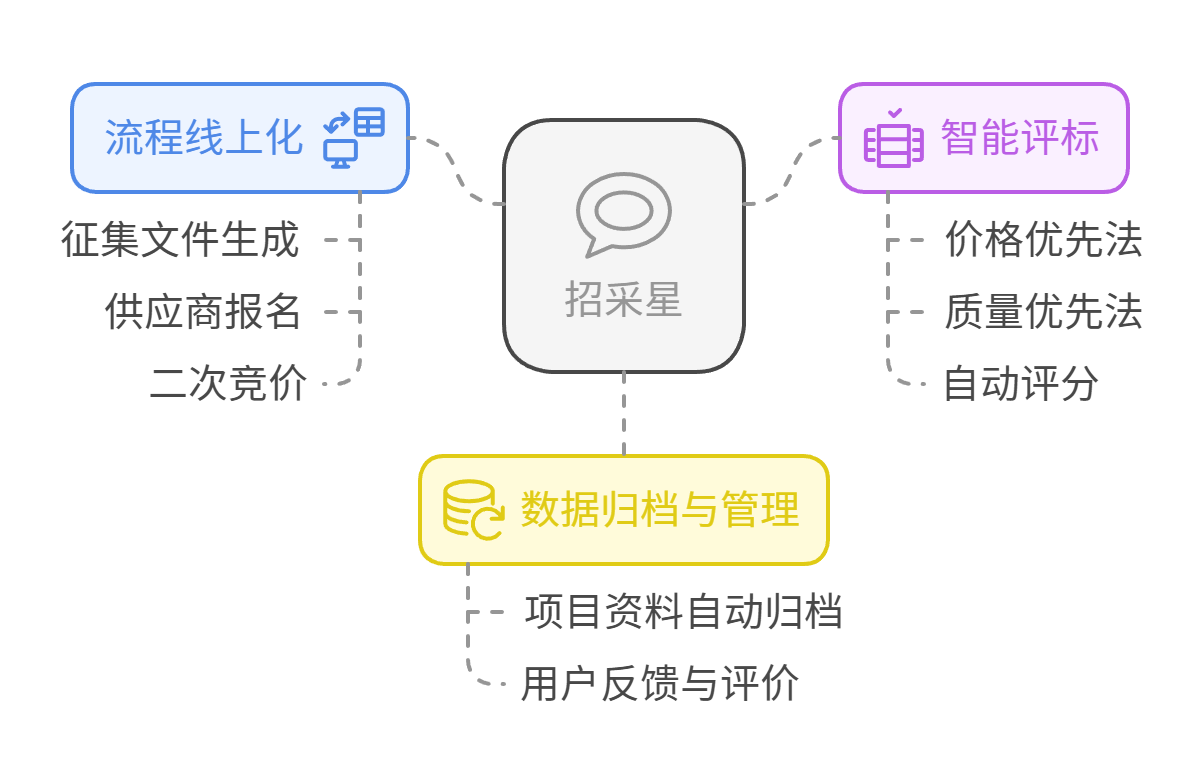 流程线上化
征集文件生成
供应商报名
二次竞价
招采星
智能评标
价格优先法
质量优先法
自动评分
数据归档与管理
项目资料自动归档
用户反馈与评价